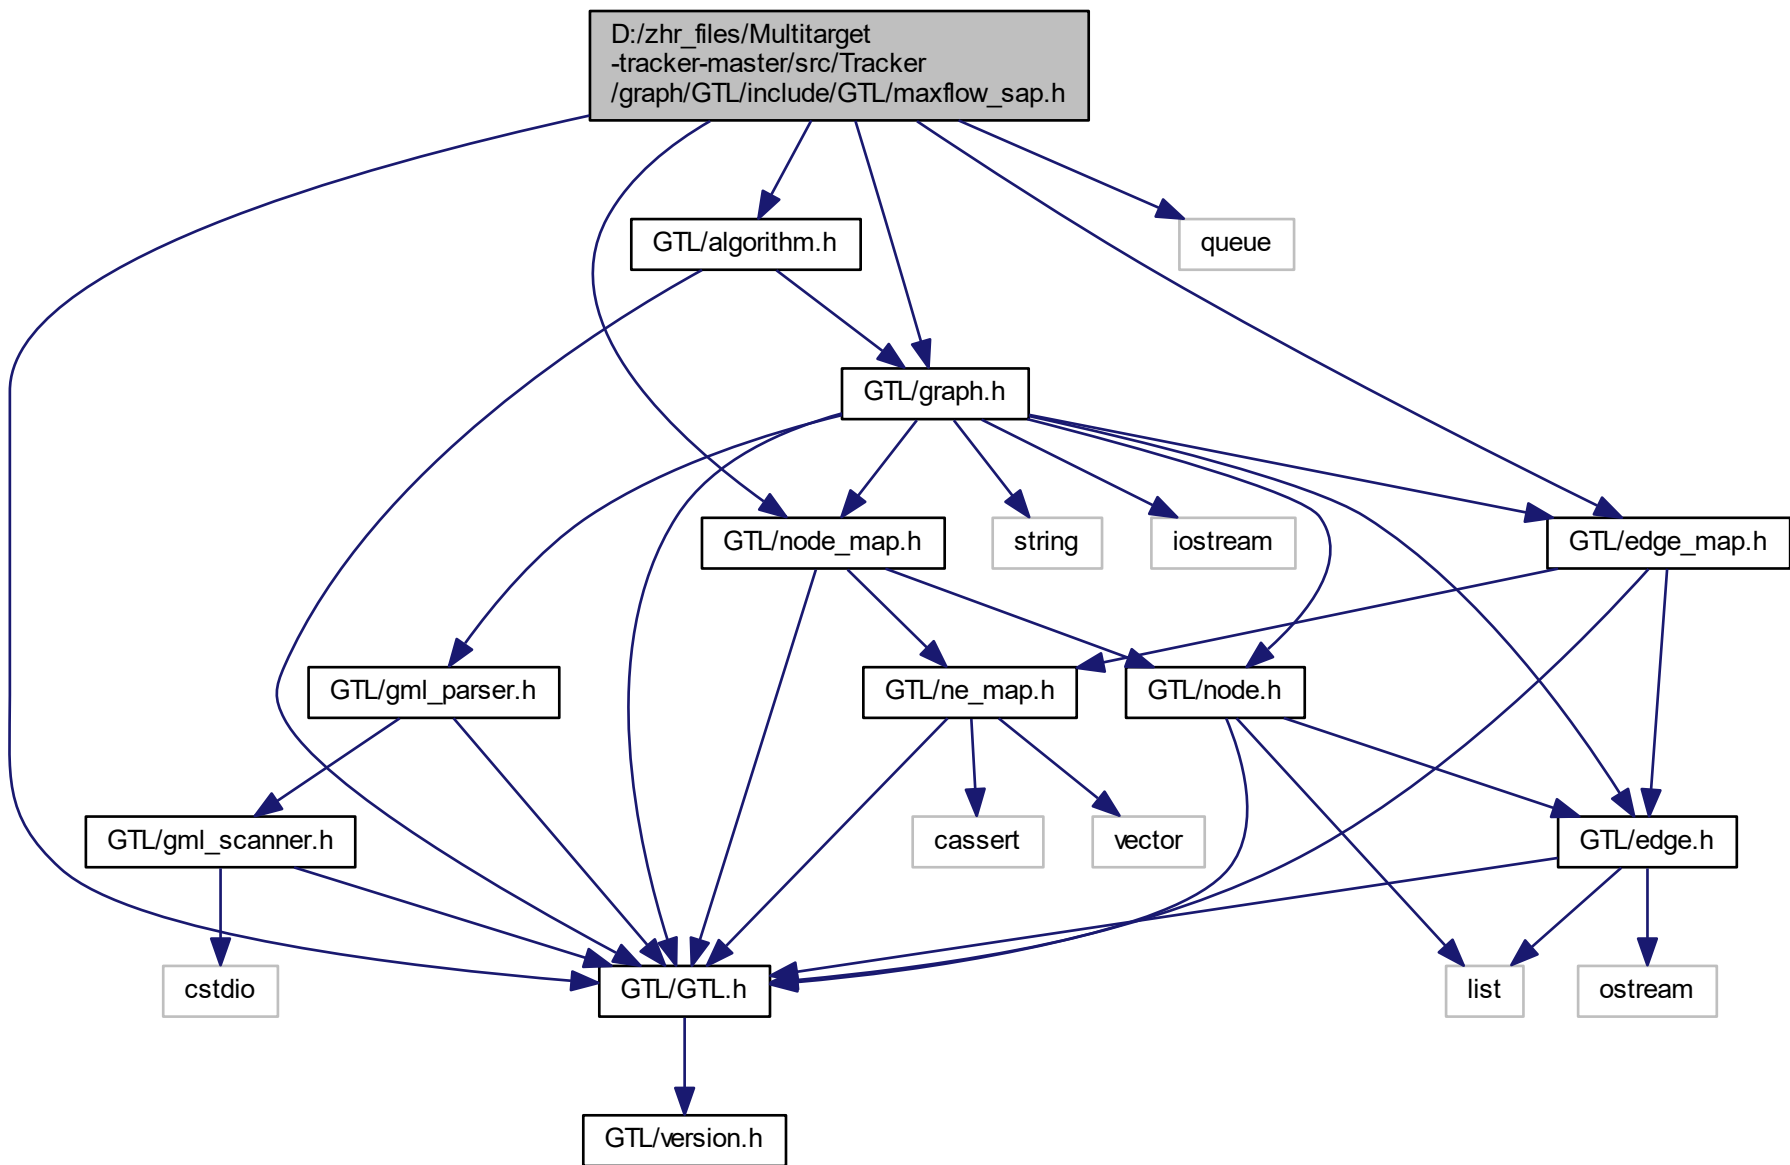 D:/zhr_files/Multitarget
-tracker-master/src/Tracker
/graph/GTL/include/GTL/maxflow_sap.h
GTL/algorithm.h
queue
GTL/graph.h
GTL/node_map.h
string
iostream
GTL/edge_map.h
GTL/gml_parser.h
GTL/ne_map.h
GTL/node.h
GTL/gml_scanner.h
cassert
vector
GTL/edge.h
cstdio
GTL/GTL.h
list
ostream
GTL/version.h